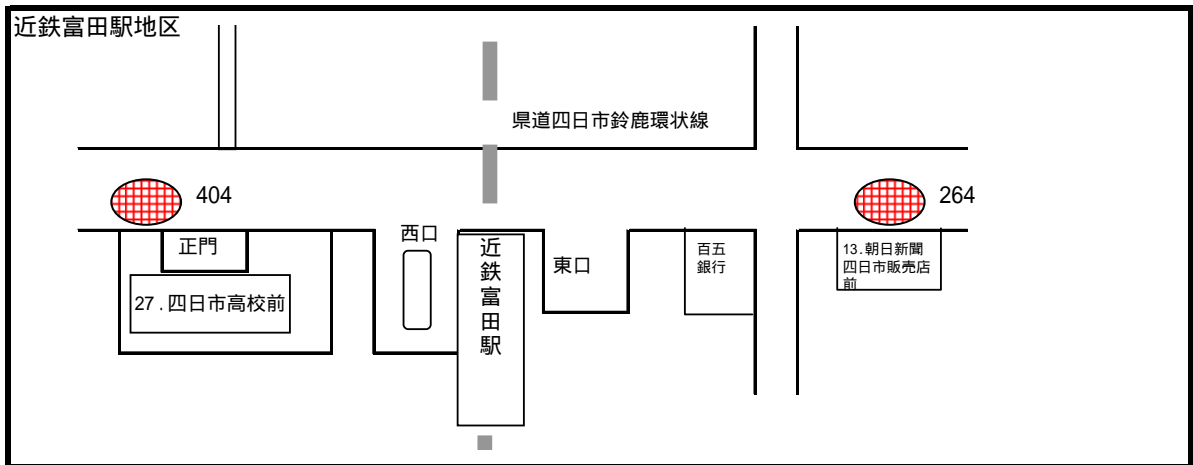 近鉄富田駅地区
県道四日市鈴鹿環状線
404
264
正門
西口
近鉄富田駅
東口
百五
銀行
13.朝日新聞
四日市販売店
前
27.四日市高校前